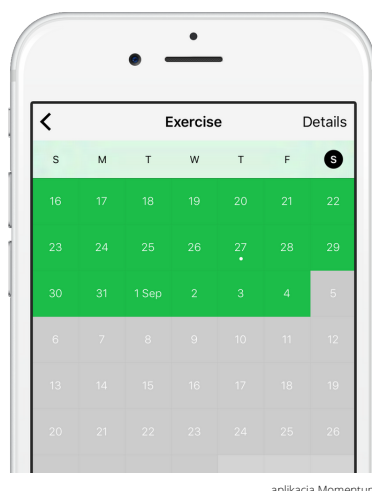 Exercise Details
S M T W T F S
16 17 18 19 20 21 22
23 24 25 26 27 28 29
30 31 1 Sep 2 3 4 5
6 7 8 9 10 11 12
13 14 15 16 17 18 19
20 21 22 23 24 25 26
aplikacja Momentum